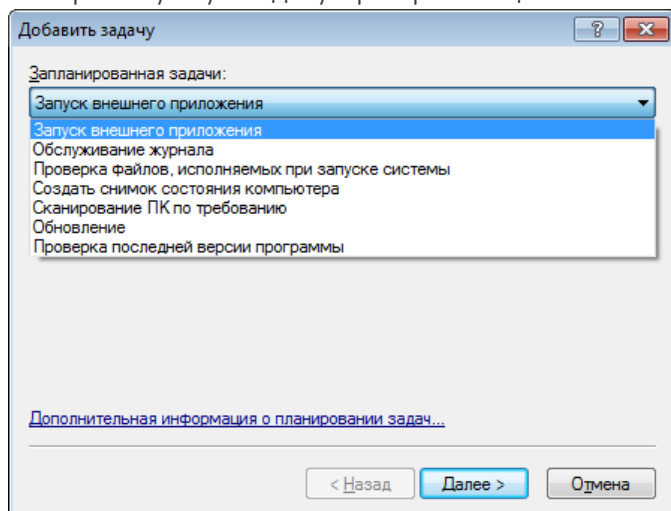 Добавить задачу
Запланированная задачи:
Запуск внешнего приложения
Запуск внешнего приложения
Обслуживание журнала
Проверка файлов, исполняемых при запуске системы
Создать снимок состояния компьютера
Сканирование ПК по требованию
Обновление
Проверка последней версии программы
Дополнительная информация о планировании задач...
< Назад
Далее >
Отмена